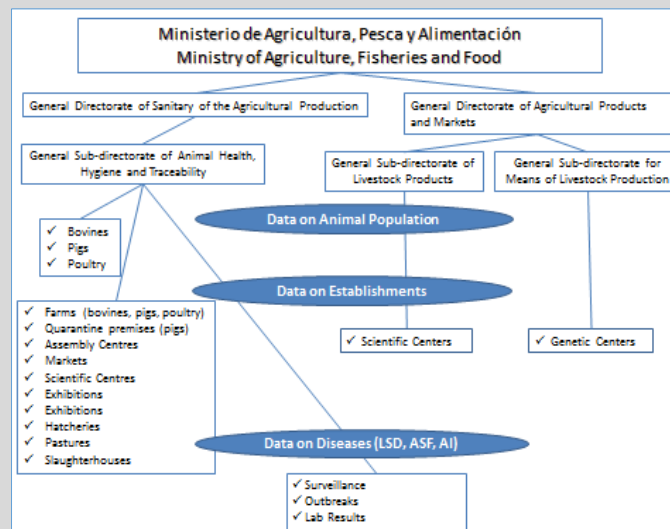 Ministerio de Agricultura, Pesca y Alimentación
Ministry of Agriculture, Fisheries and Food
General Directorate of Sanitary of the Agricultural Production
General Directorate of Agricultural Products
and Markets
General Sub-directorate of Animal Health,
Hygiene and Traceability
General Sub-directorate of
Livestock Products
General Sub-directorate for
Means of Livestock Production
Data on Animal Population
✓ Bovines
✓ Pigs
✓ Poultry
Data on Establishments
✓ Farms (bovines, pigs, poultry)
✓ Quarantine premises (pigs)
✓ Assembly Centres
✓ Markets
✓ Scientific Centres
✓ Exhibitions
✓ Exhibitions
✓ Hatcheries
✓ Pastures
✓ Slaughterhouses
✓ Scientific Centers
✓ Genetic Centers
Data on Diseases (LSD, ASF, AI)
✓ Surveillance
✓ Outbreaks
✓ Lab Results